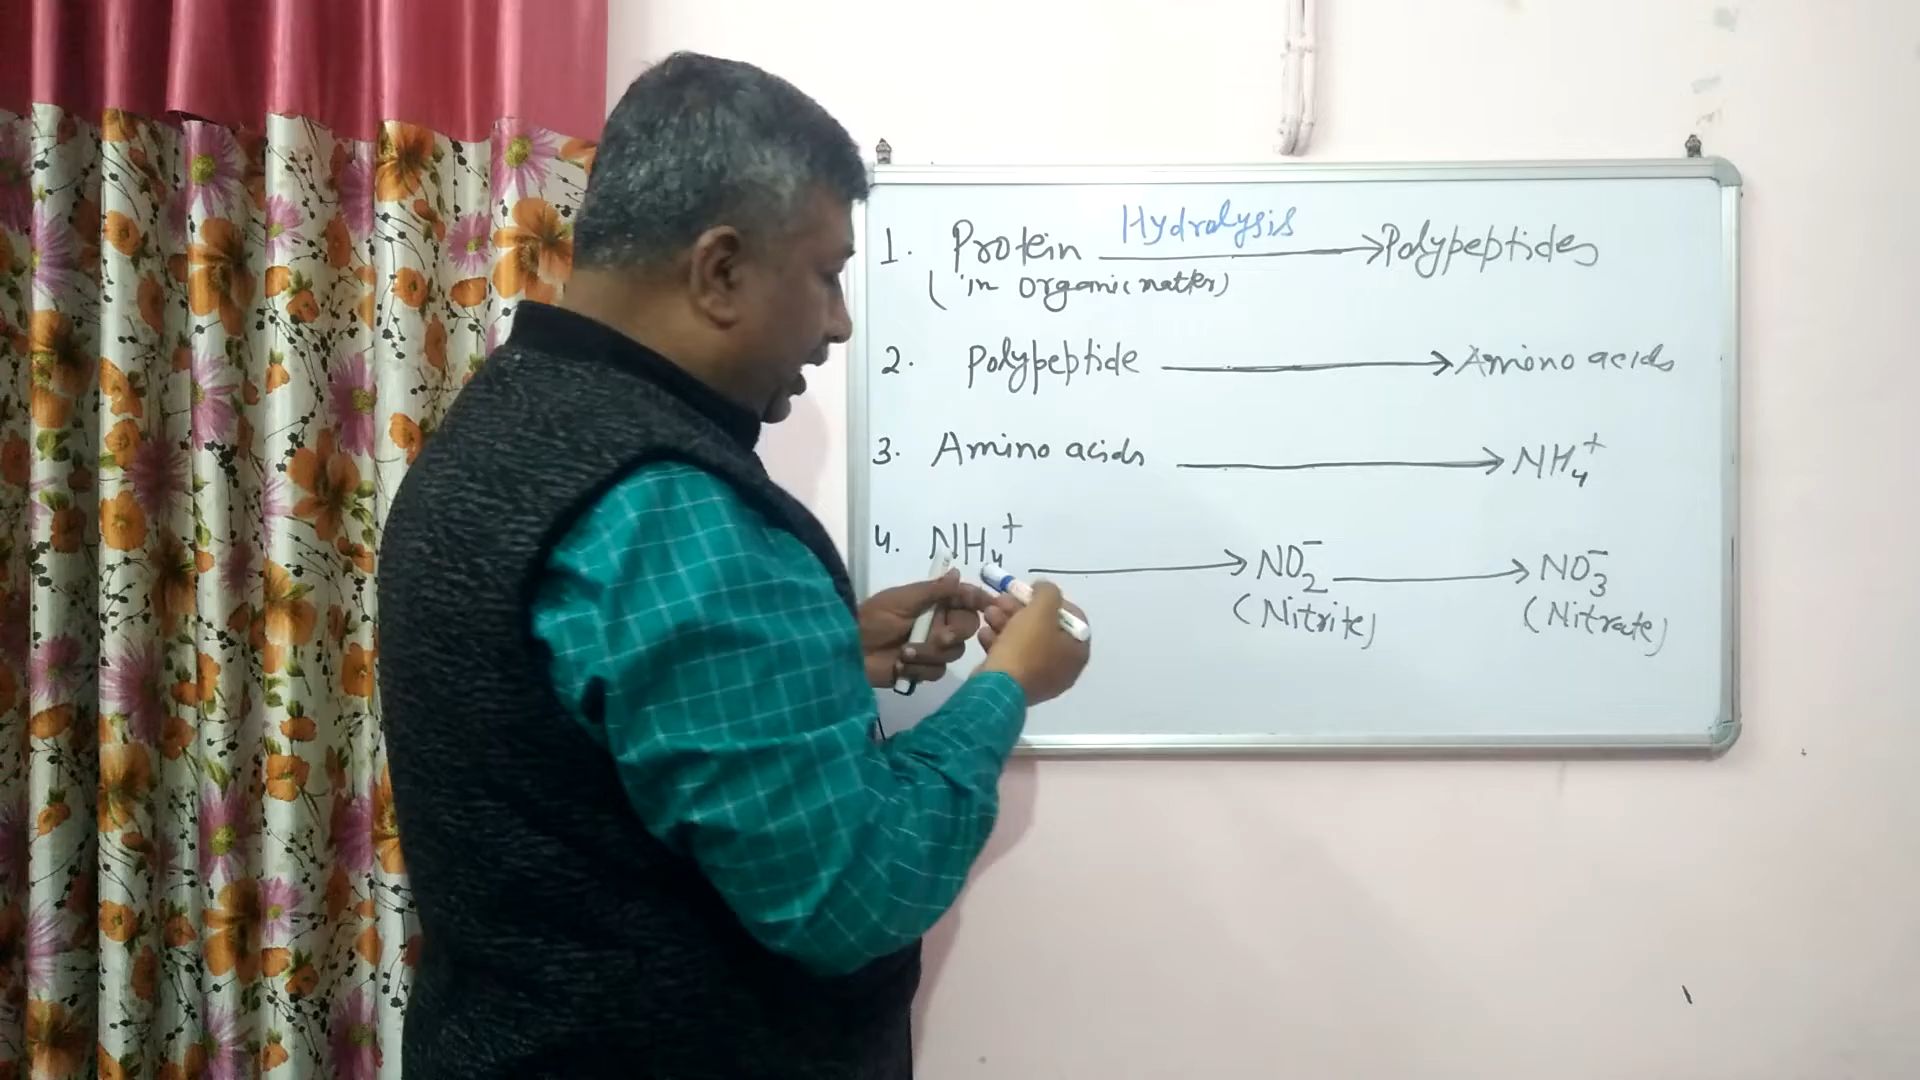 1. Protein Hydrolysis → Polypeptides
(in organic matter)
2. Polypeptide → Amino acids
3. Amino acids → NH₄⁺
4. NH₄⁺ → NO₂⁻ → NO₃⁻
(Nitrite) (Nitrate)